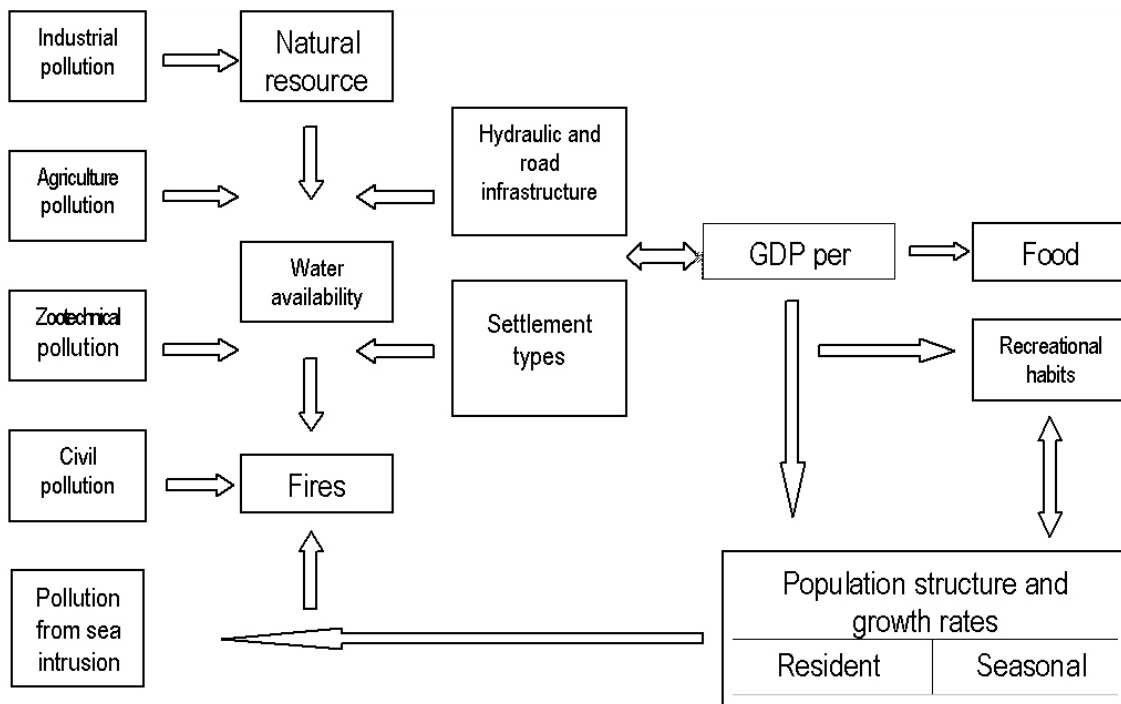 Industrial
pollution
Natural
resource
Hydraulic and
road
infrastructure
Agriculture
pollution
Water
availability
GDP per
Food
Zootechnical
pollution
Settlement
types
Recreational
habits
Civil
pollution
Fires
Pollution
from sea
intrusion
Population structure and
growth rates
Resident
Seasonal